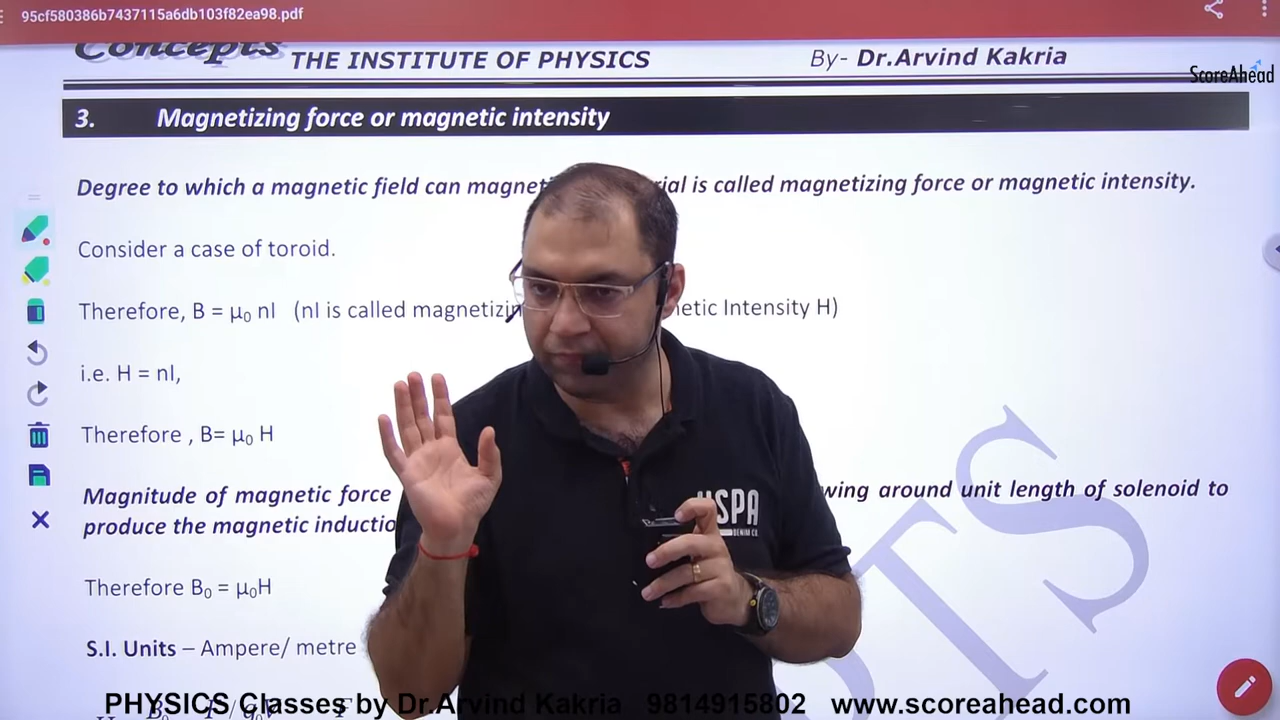 95cf580386b7437115a6db103f82ea98.pdf
Concepts THE INSTITUTE OF PHYSICS By- Dr.Arvind Kakria
ScoreAhead
3. Magnetizing force or magnetic intensity
Degree to which a magnetic field can magnet rial is called magnetizing force or magnetic intensity.
Consider a case of toroid.
Therefore, B = μ₀ nI (nI is called magnetizin netic Intensity H)
i.e. H = nI,
Therefore , B= μ₀ H
Magnitude of magnetic force wing around unit length of solenoid to
produce the magnetic inductio
Therefore B₀ = μ₀H
S.I. Units – Ampere/ metre
USPA
DENIM CO.
PHYSICS Classes by Dr.Arvind Kakria 9814915802 www.scoreahead.com